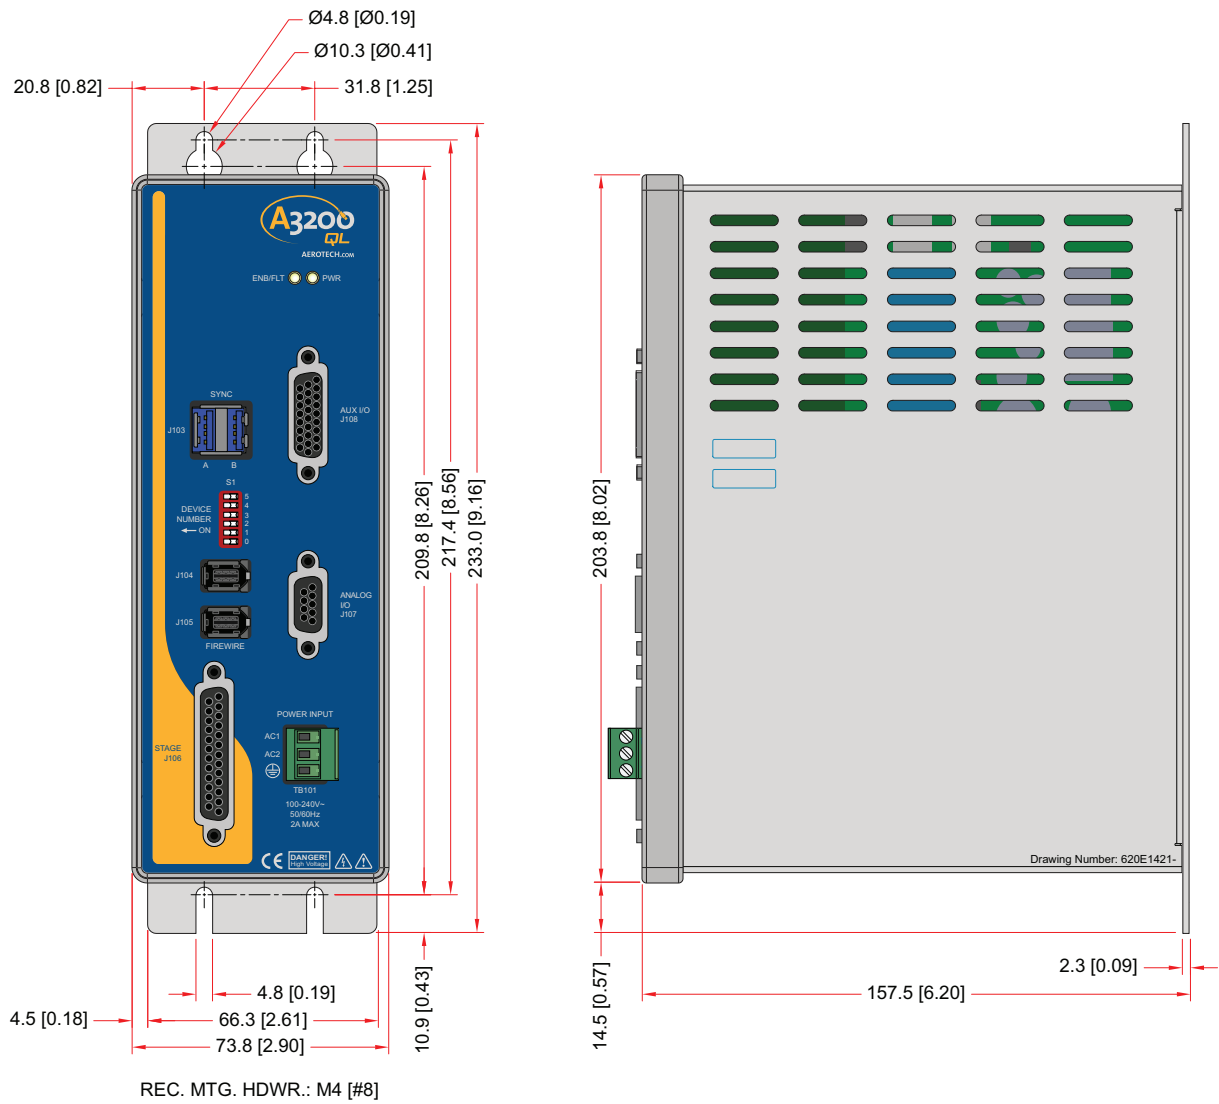 Ø4.8 [Ø0.19]
Ø10.3 [Ø0.41]
20.8 [0.82]
31.8 [1.25]
A3200
QL
AEROTECH.COM
ENB/FLT
PWR
SYNC
J103
A B
AUX I/O
J108
S1
DEVICE
NUMBER
← ON
5
4
3
2
1
0
J104
J105
FIREWIRE
ANALOG
I/O
J107
STAGE
J106
POWER INPUT
AC1
AC2
TB101
100-240V~
50/60Hz
2A MAX
CE
DANGER!
High Voltage
209.8 [8.26]
217.4 [8.56]
233.0 [9.16]
203.8 [8.02]
Drawing Number: 620E1421-
4.8 [0.19]
4.5 [0.18]
66.3 [2.61]
73.8 [2.90]
10.9 [0.43]
14.5 [0.57]
157.5 [6.20]
2.3 [0.09]
REC. MTG. HDWR.: M4 [#8]